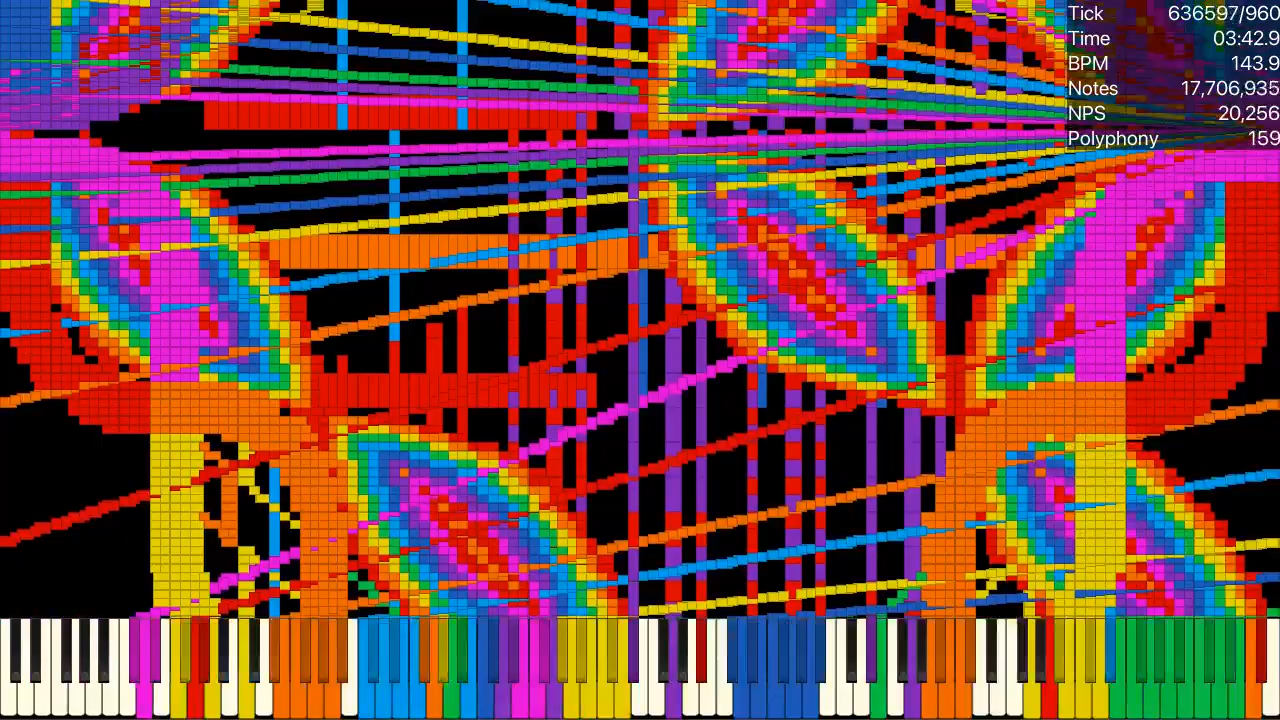 Tick 636597/960
Time 03:42.9
BPM 143.9
Notes 17,706,935
NPS 20,256
Polyphony 159